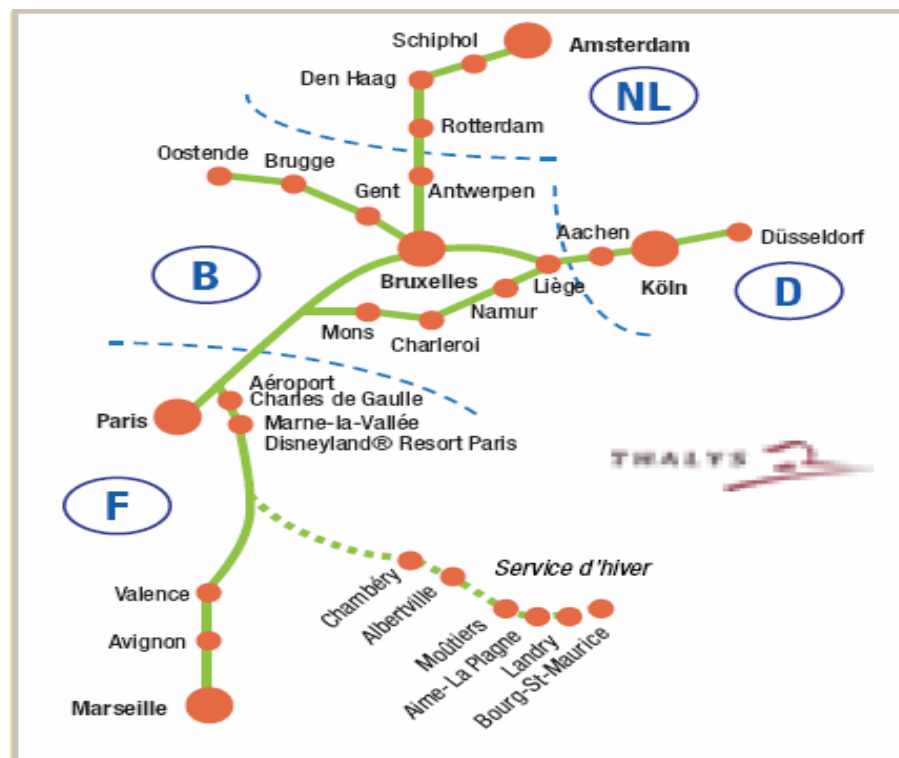 Schiphol
Amsterdam
Den Haag
NL
Rotterdam
Oostende
Brugge
Gent
Antwerpen
Aachen
Düsseldorf
B
Bruxelles
Liège
Köln
D
Namur
Mons
Charleroi
Aéroport
Charles de Gaulle
Paris
Marne-la-Vallée
Disneyland® Resort Paris
THALYS
F
Service d'hiver
Valence
Chambéry
Albertville
Moûtiers
Aime- La Plagne
Landry
Bourg-St-Maurice
Avignon
Marseille